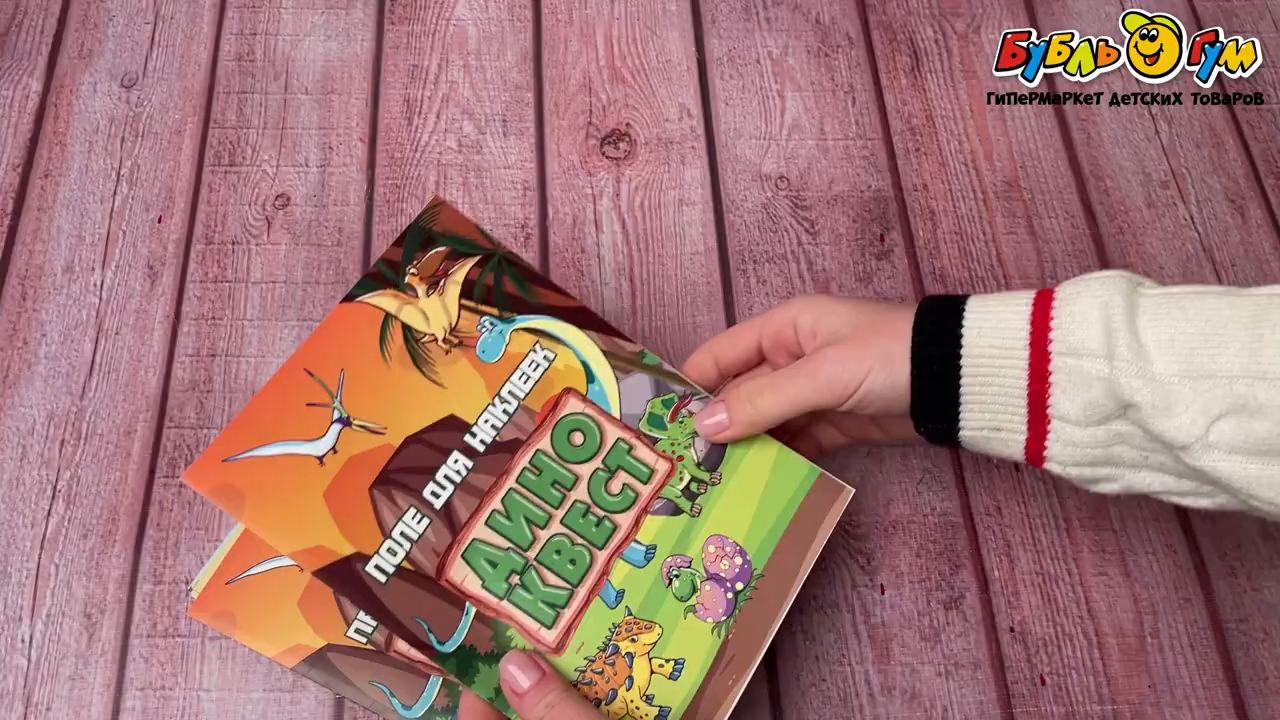 Бубль Гум
гипермаркет детских товаров
ПОЛЕ ДЛЯ НАКЛЕЕК
ДИНО
КВЕСТ